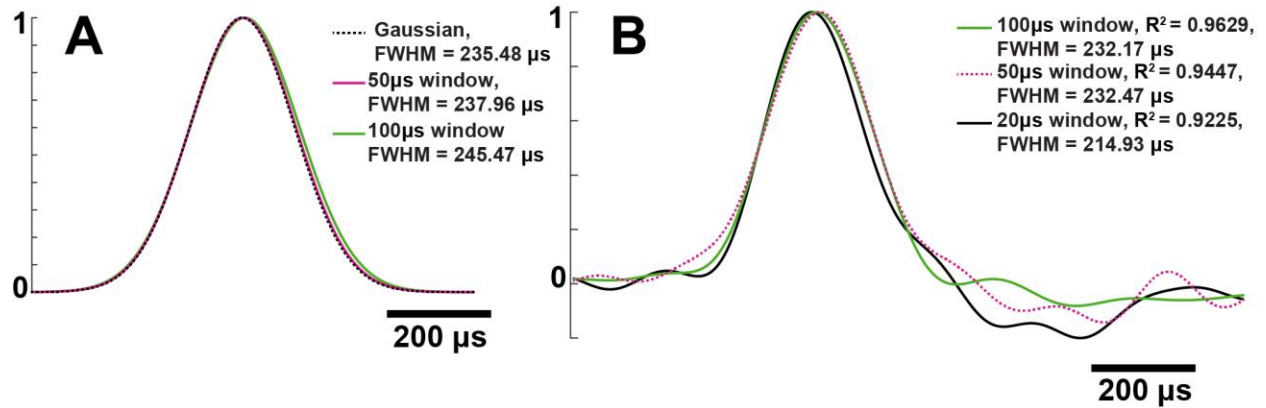 1
A
Gaussian,
FWHM = 235.48 µs
50µs window,
FWHM = 237.96 µs
100µs window
FWHM = 245.47 µs
0
200 µs
1
B
100µs window, R² = 0.9629,
FWHM = 232.17 µs
50µs window, R² = 0.9447,
FWHM = 232.47 µs
20µs window, R² = 0.9225,
FWHM = 214.93 µs
0
200 µs